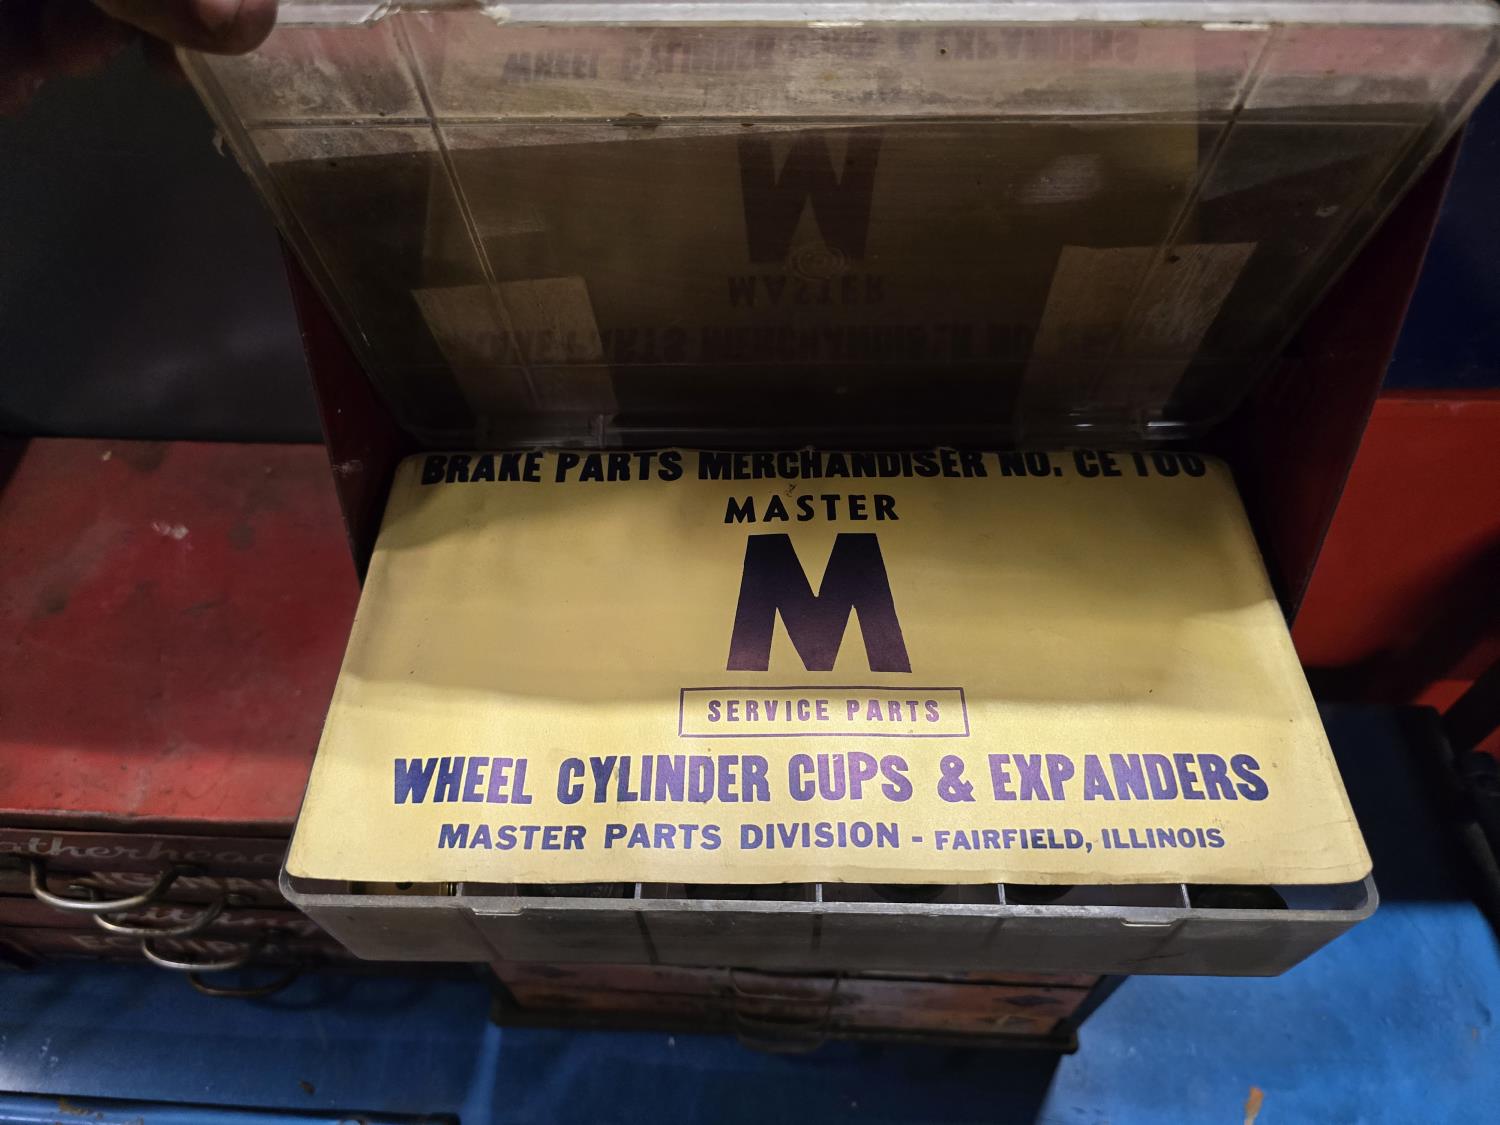 BRAKE PARTS MERCHANDISER NO. CE 100
MASTER
M
SERVICE PARTS
WHEEL CYLINDER CUPS & EXPANDERS
MASTER PARTS DIVISION - FAIRFIELD, ILLINOIS